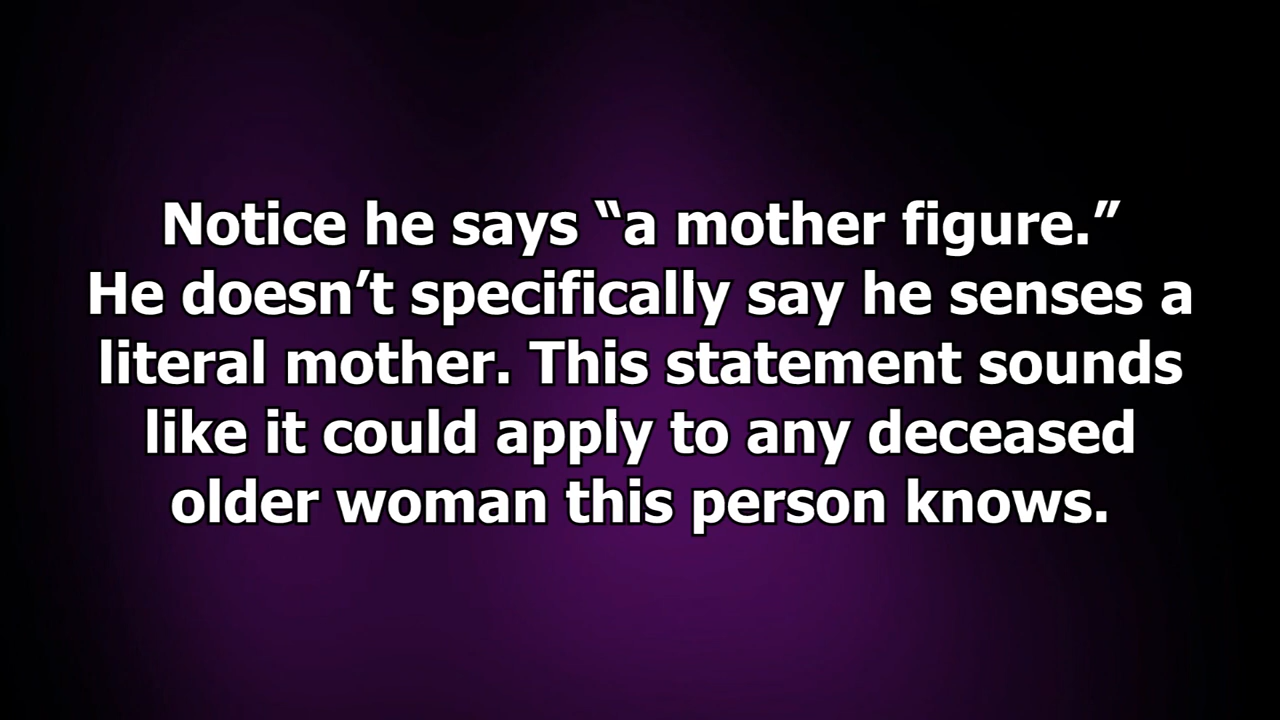 Notice he says “a mother figure.”
He doesn’t specifically say he senses a
literal mother. This statement sounds
like it could apply to any deceased
older woman this person knows.